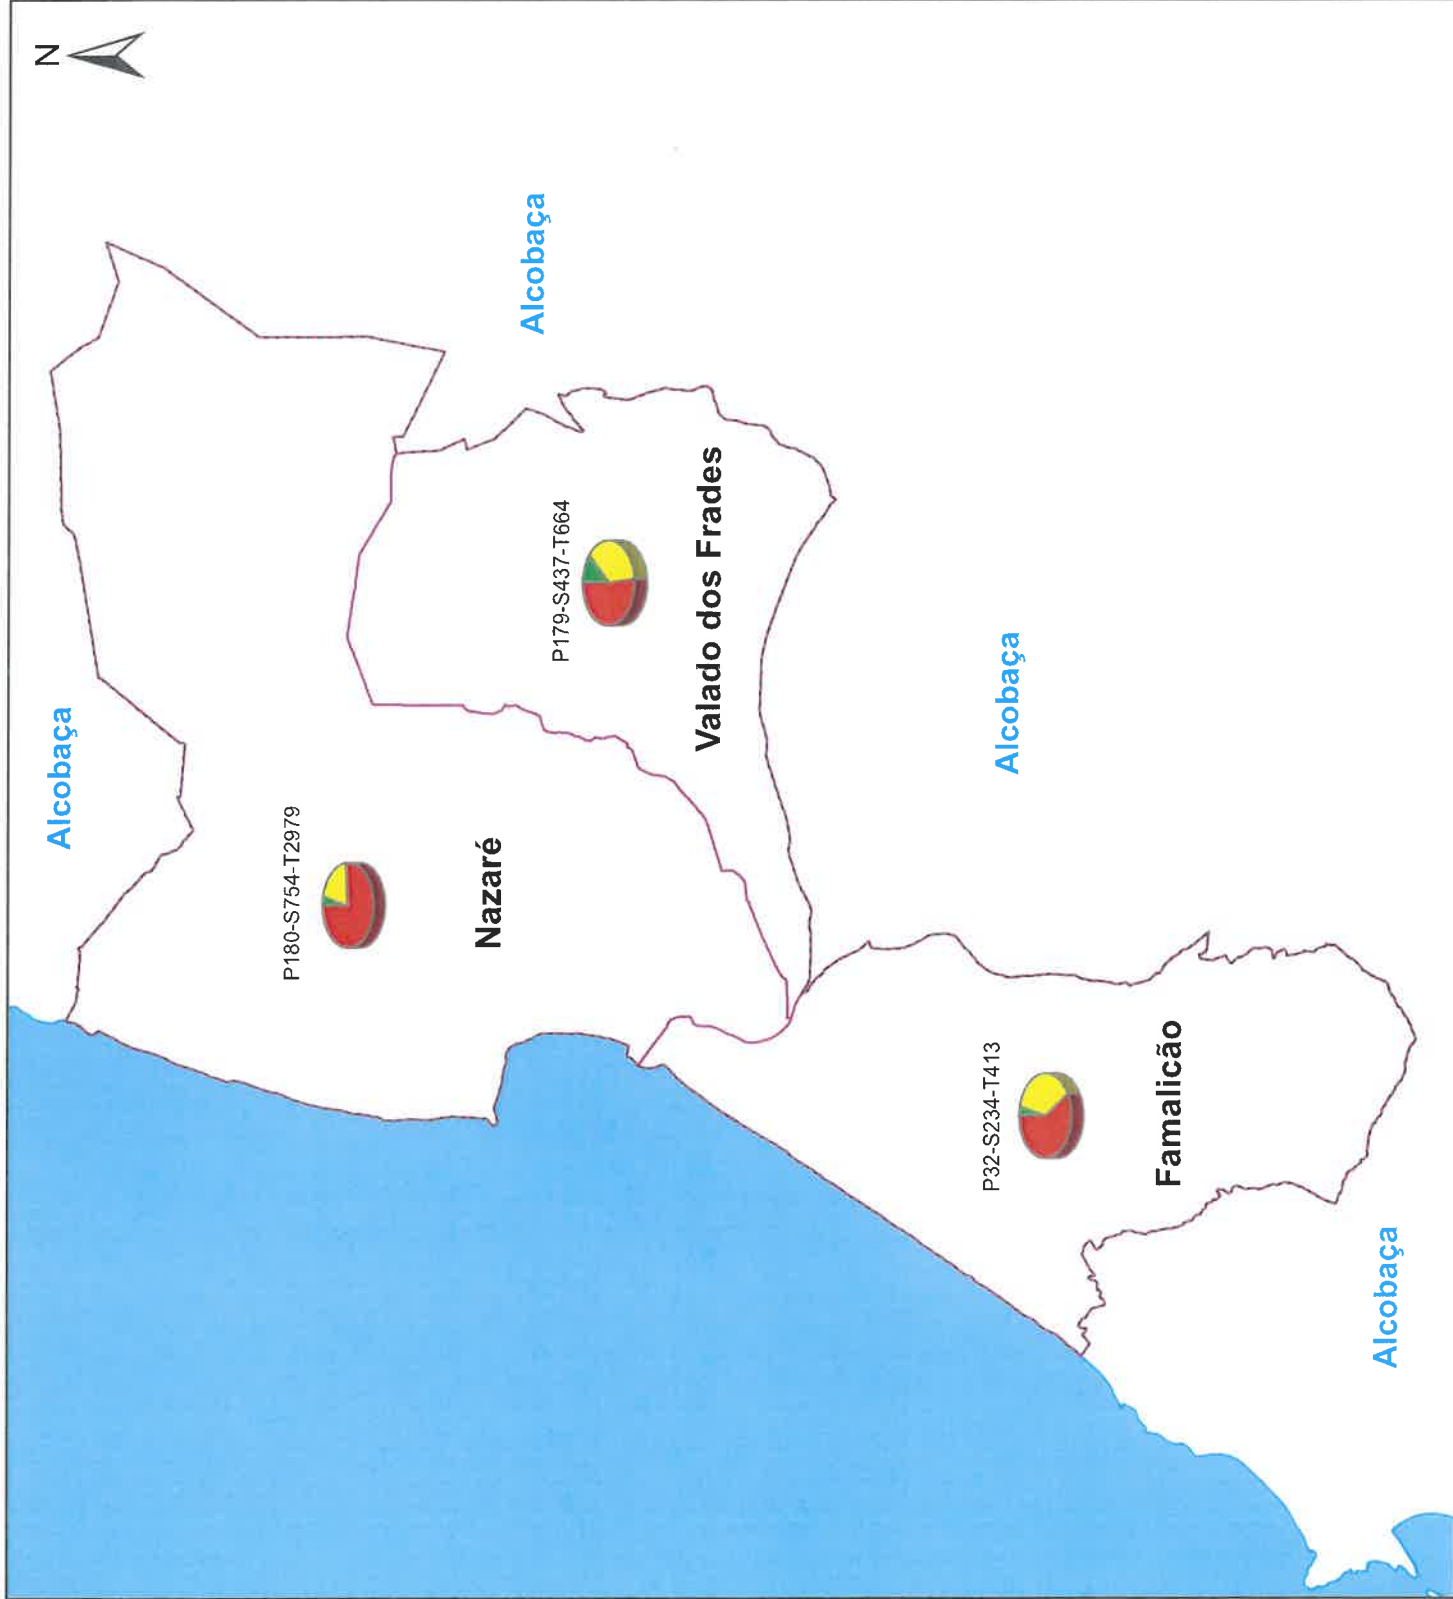 N
Alcobaça
P180-S754-T2979
Nazaré
Alcobaça
P179-S437-T664
Valado dos Frades
Alcobaça
P32-S234-T413
Famalicão
Alcobaça